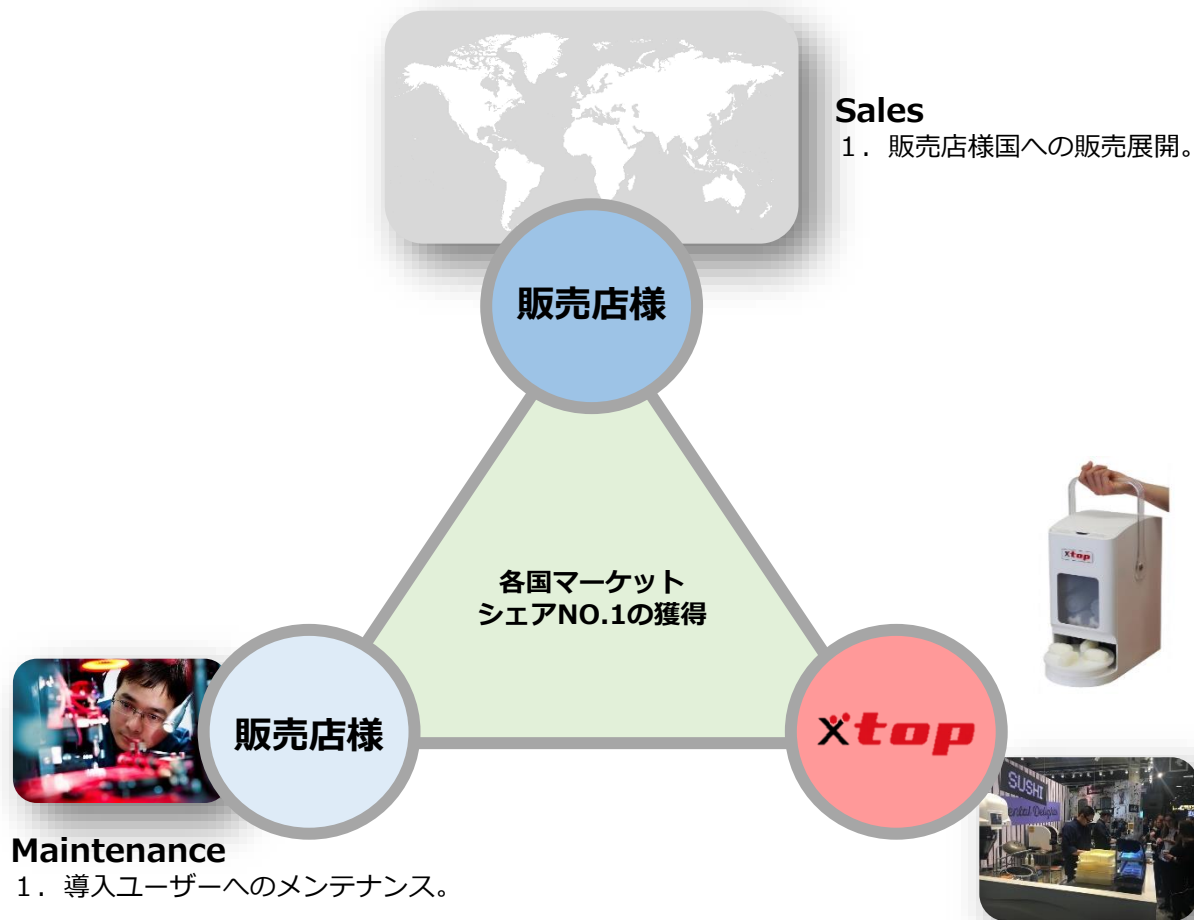 Sales
１．販売店様国への販売展開。
販売店様
各国マーケット
シェアNO.1の獲得
xtop
販売店様
xtop
SUSHI
Maintenance
１．導入ユーザーへのメンテナンス。